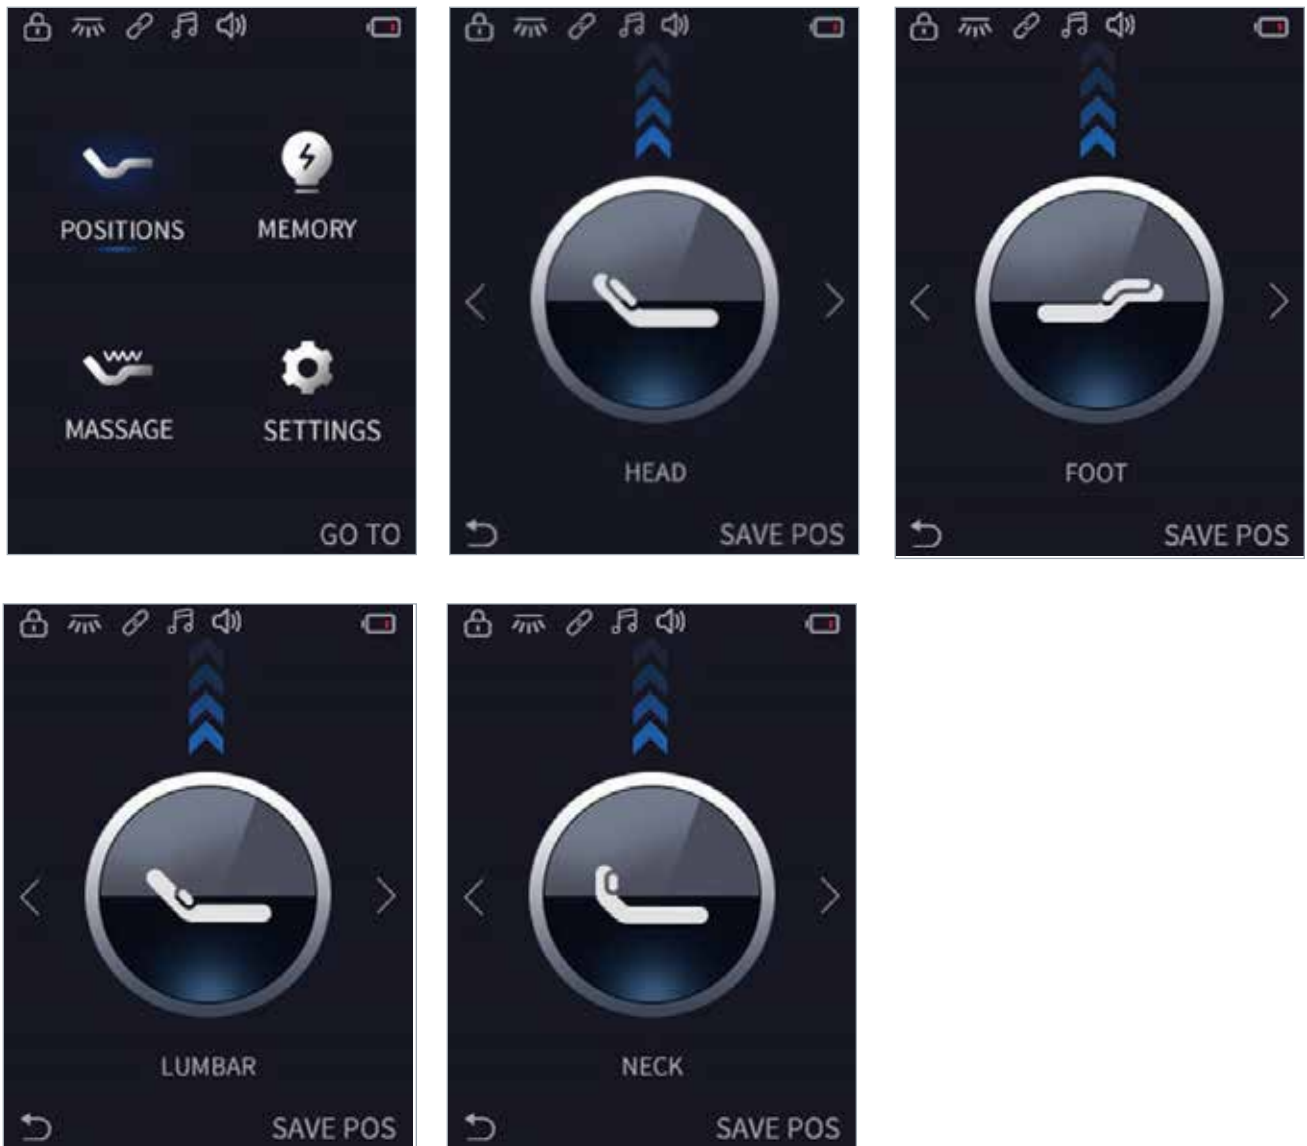 POSITIONS MEMORY
MASSAGE SETTINGS
GO TO
HEAD
SAVE POS
FOOT
SAVE POS
LUMBAR
SAVE POS
NECK
SAVE POS